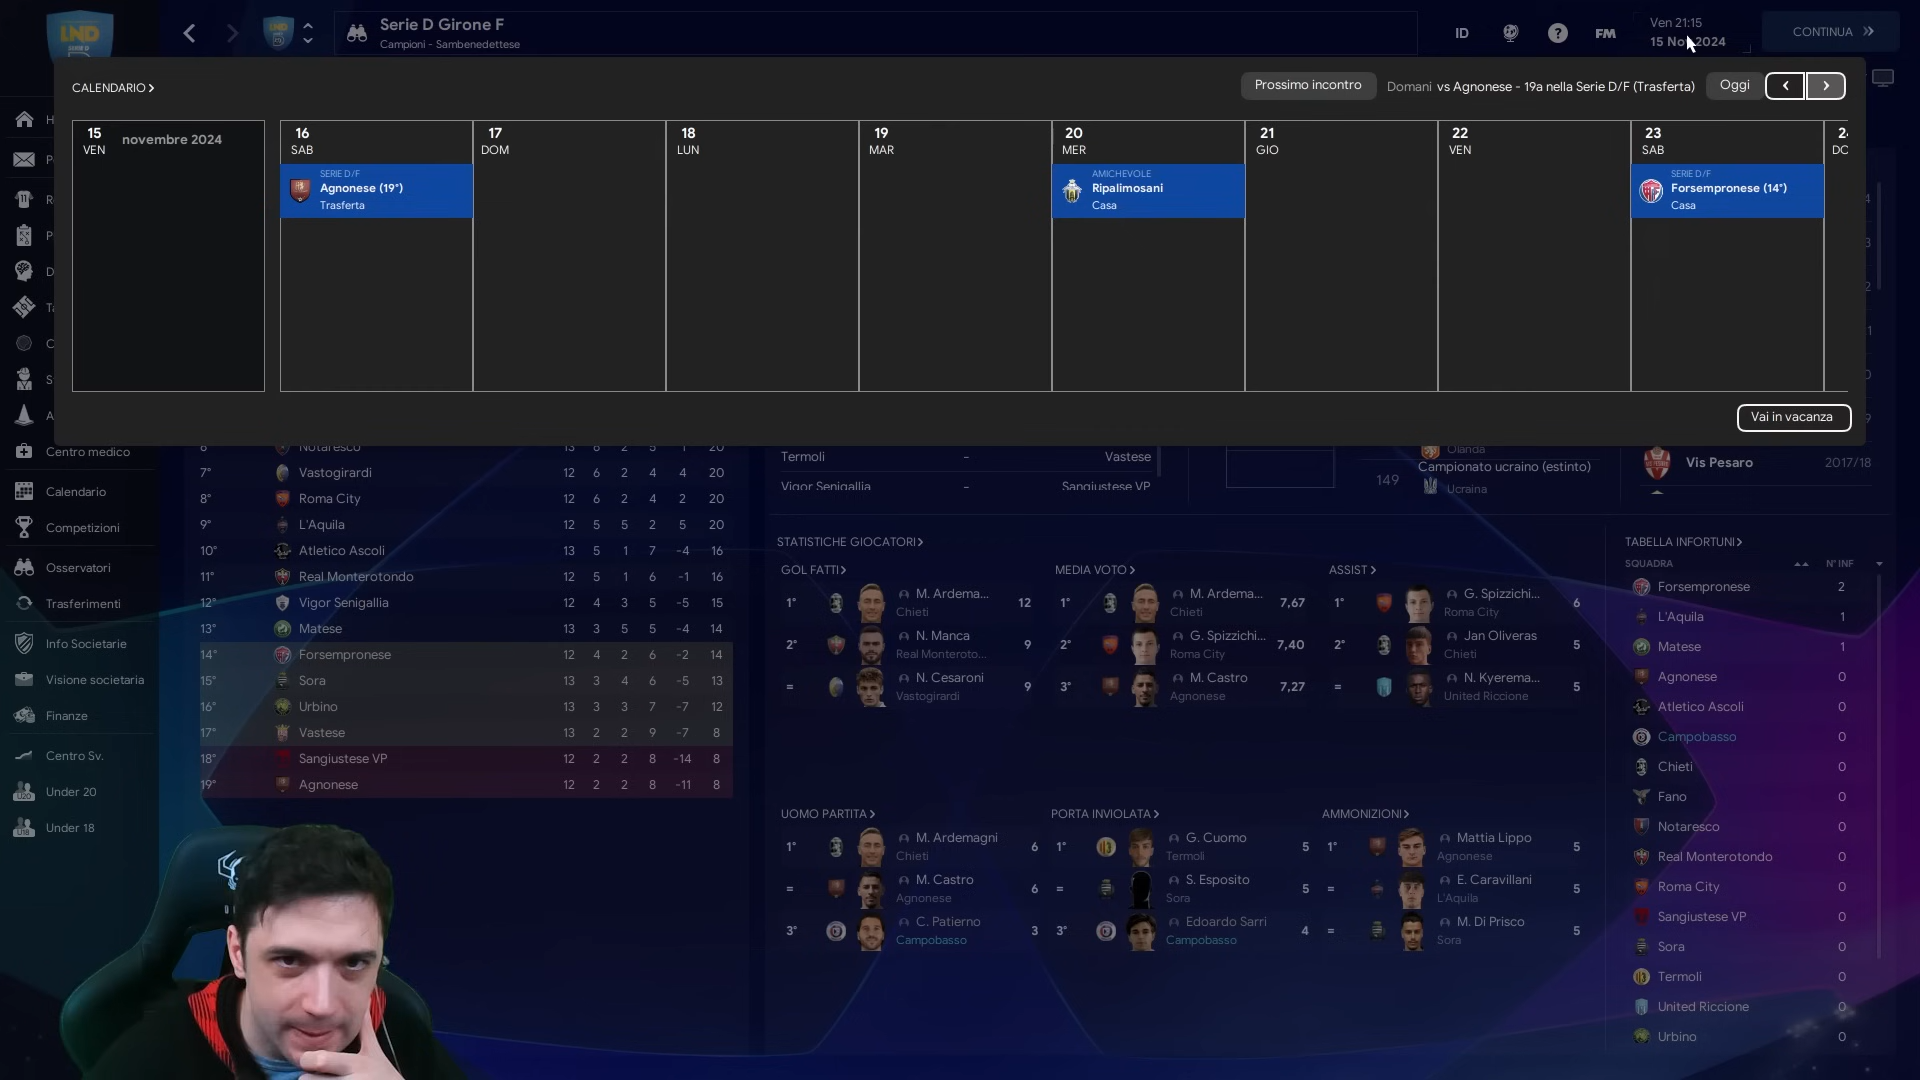 LND
Serie D Girone F
Campioni - Sambenedettese
ID
?
FM
Ven 21:15
15 Nov 2024
CONTINUA
CALENDARIO
Prossimo incontro
Domani vs Agnonese - 19a nella Serie D/F (Trasferta)
Oggi
15 VEN
novembre 2024
16 SAB
SERIE D/F
Agnonese (19ª)
Trasferta
17 DOM
18 LUN
19 MAR
20 MER
AMICHEVOLE
Ripalimosani
Casa
21 GIO
22 VEN
23 SAB
SERIE D/F
Forsempronese (14ª)
Casa
Vai in vacanza
Centro medico
Calendario
Competizioni
Osservatori
Trasferimenti
Info Societarie
Visione societaria
Finanze
Centro Sv.
Under 20
Under 18
Notaresco 13 6 2 5 1 20
7° Vastogirardi 12 6 2 4 4 20
8° Roma City 12 6 2 4 2 20
9° L'Aquila 12 5 5 2 5 20
10° Atletico Ascoli 13 5 1 7 -4 16
11° Real Monterotondo 12 5 1 6 -1 16
12° Vigor Senigallia 12 4 3 5 -5 15
13° Matese 13 3 5 5 -4 14
14° Forsempronese 12 4 2 6 -2 14
15° Sora 13 3 4 6 -5 13
16° Urbino 13 3 3 7 -7 12
17° Vastese 13 2 2 9 -7 8
18° Sangiustese VP 12 2 2 8 -14 8
19° Agnonese 12 2 2 8 -11 8
Termoli - Vastese
Vigor Senigallia - Sangiustese VP
Olanda
149 Campionato ucraino (estinto)
Ucraina
Vis Pesaro 2017/18
STATISTICHE GIOCATORI
GOL FATTI
1° M. Ardema... 12
Chieti
2° N. Manca 9
Real Monteroto...
= N. Cesaroni 9
Vastogirardi
MEDIA VOTO
1° M. Ardema... 7,67
Chieti
2° G. Spizzichi... 7,40
Roma City
3° M. Castro 7,27
Agnonese
ASSIST
1° G. Spizzichi... 6
Roma City
2° Jan Oliveras 5
Chieti
= N. Kyerema... 5
United Riccione
UOMO PARTITA
1° M. Ardemagni 6
Chieti
= M. Castro 6
Agnonese
3° C. Patierno 3
Campobasso
PORTA INVIOLATA
1° G. Cuomo 5
Termoli
= S. Esposito 5
Sora
3° Edoardo Sarri 4
Campobasso
AMMONIZIONI
1° Mattia Lippo 5
Agnonese
= E. Caravillani 5
L'Aquila
= M. Di Prisco 5
Sora
TABELLA INFORTUNI
SQUADRA N° INF
Forsempronese 2
L'Aquila 1
Matese 1
Agnonese 0
Atletico Ascoli 0
Campobasso 0
Chieti 0
Fano 0
Notaresco 0
Real Monterotondo 0
Roma City 0
Sangiustese VP 0
Sora 0
Termoli 0
United Riccione 0
Urbino 0